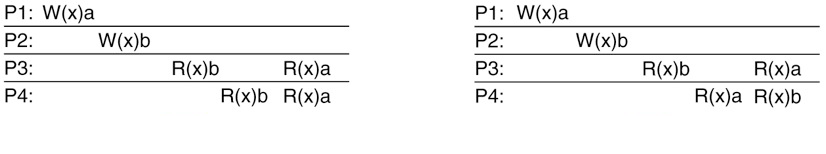 P1: W(x)a
P2: W(x)b
P3: R(x)b R(x)a
P4: R(x)b R(x)a
P1: W(x)a
P2: W(x)b
P3: R(x)b R(x)a
P4: R(x)a R(x)b